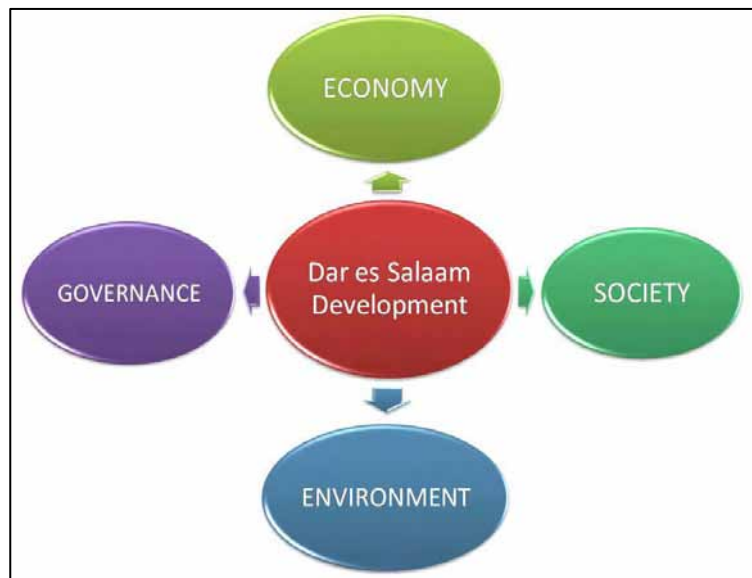 ECONOMY
GOVERNANCE
Dar es Salaam
Development
SOCIETY
ENVIRONMENT